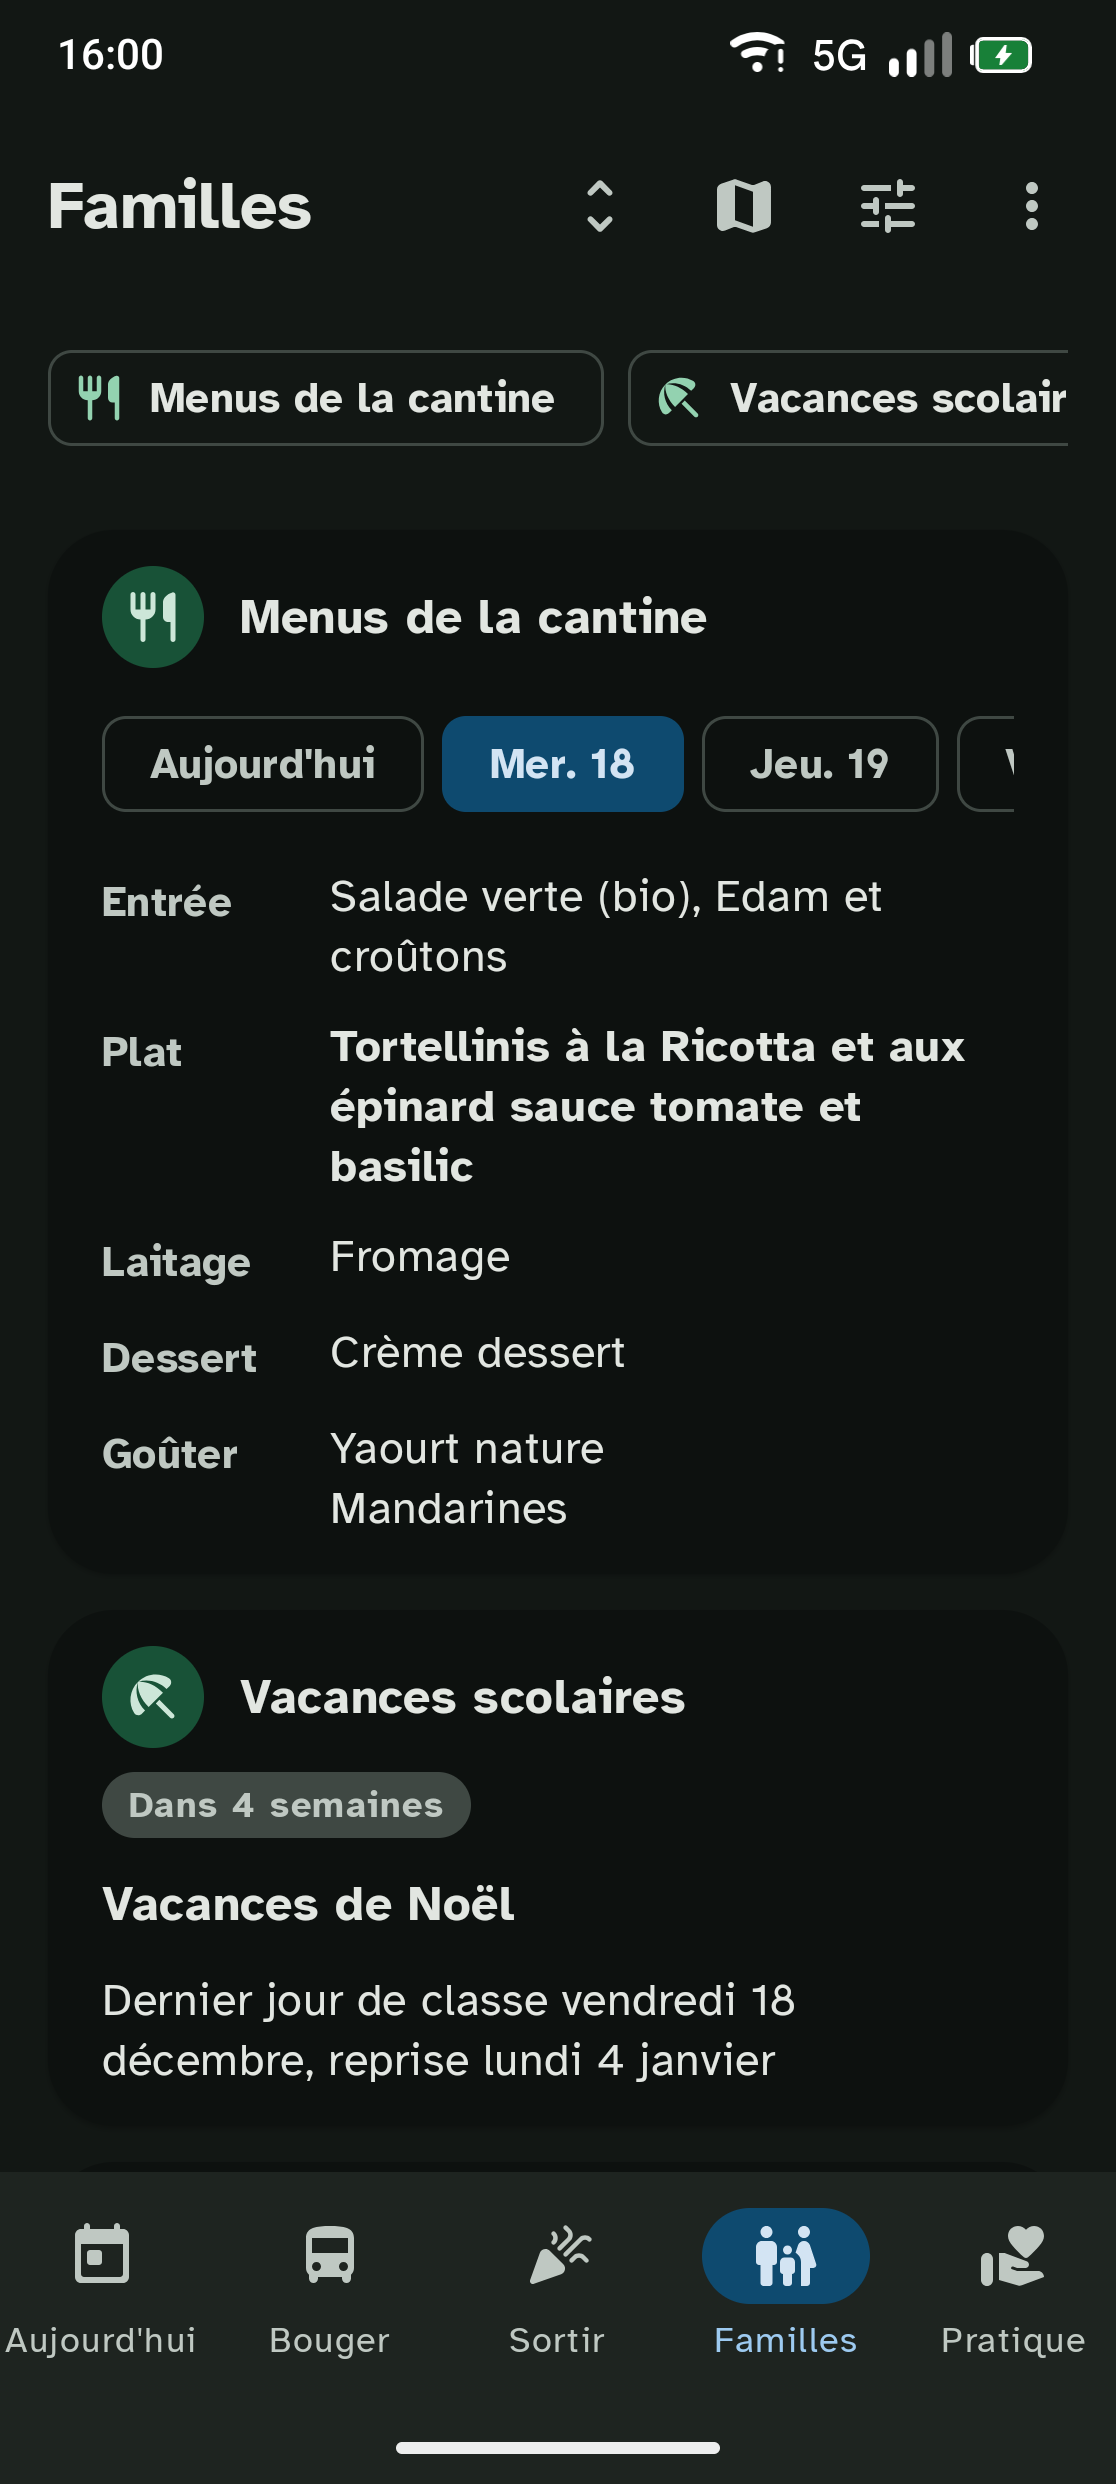 16:00
5G
Familles
Menus de la cantine
Vacances scolair
Menus de la cantine
Aujourd'hui
Mer. 18
Jeu. 19
Entrée
Salade verte (bio), Edam et
croûtons
Plat
Tortellinis à la Ricotta et aux
épinard sauce tomate et
basilic
Laitage
Fromage
Dessert
Crème dessert
Goûter
Yaourt nature
Mandarines
Vacances scolaires
Dans 4 semaines
Vacances de Noël
Dernier jour de classe vendredi 18
décembre, reprise lundi 4 janvier
Aujourd'hui
Bouger
Sortir
Familles
Pratique